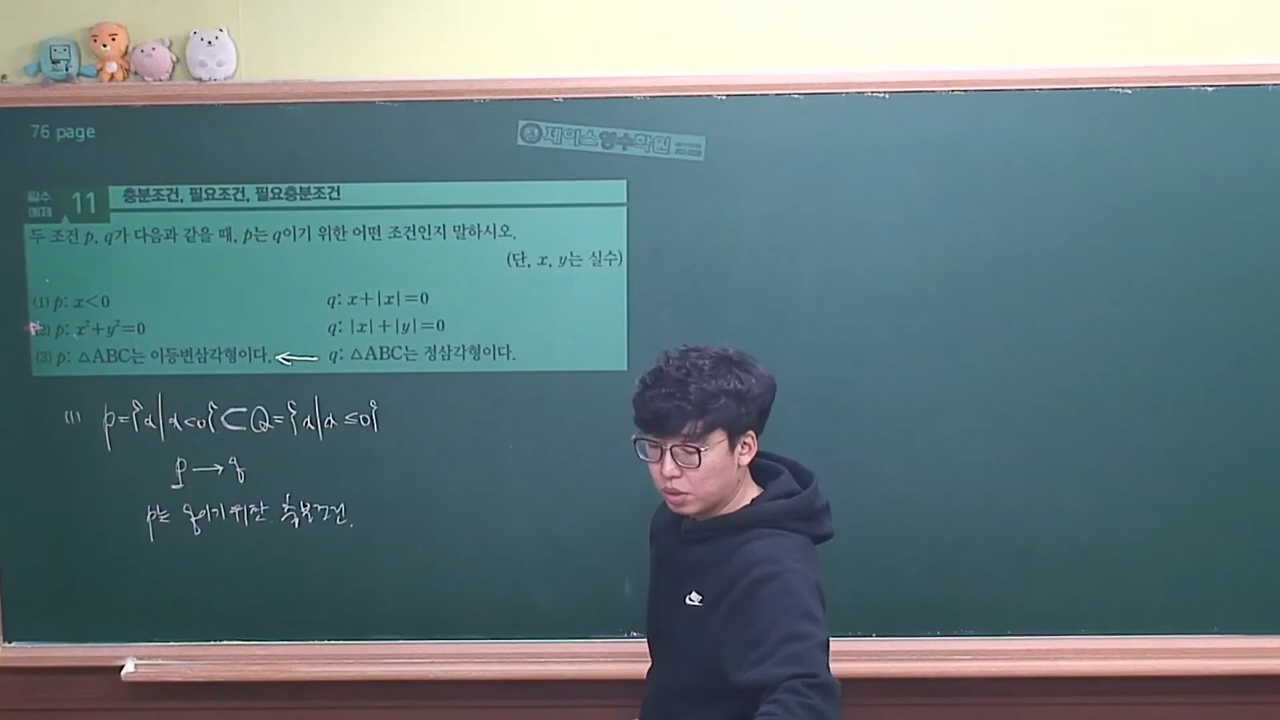 76 page
제이스영수학원
필수 예제 11 충분조건, 필요조건, 필요충분조건
두 조건 p, q가 다음과 같을 때, p는 q이기 위한 어떤 조건인지 말하시오.
(단, x, y는 실수)
(1) p: x<0 q: x+|x|=0
(2) p: x²+y²=0 q: |x|+|y|=0
(3) p: △ABC는 이등변삼각형이다. ← q: △ABC는 정삼각형이다.
(1) p={x|x<0}⊂Q={x|x≤0}
p→q
p는 q이기 위한 충분조건.